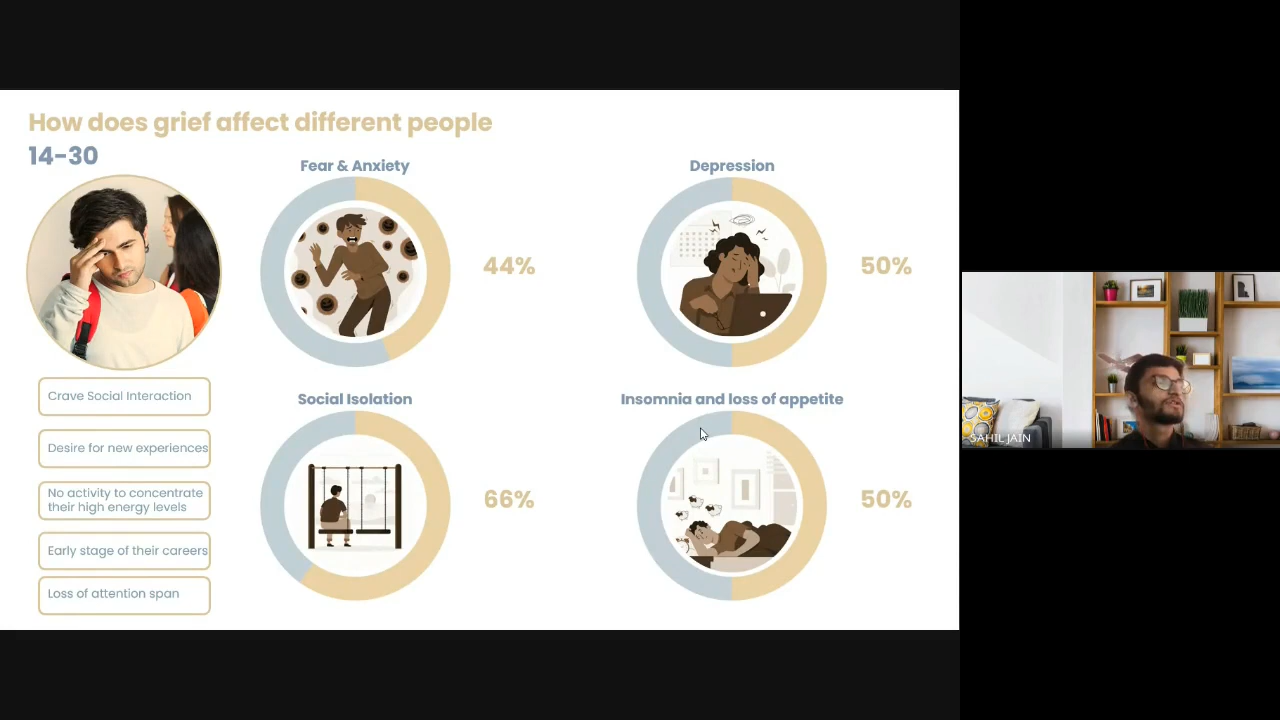 How does grief affect different people
14-30
Fear & Anxiety
Depression
44%
50%
Crave Social Interaction
Desire for new experiences
No activity to concentrate
their high energy levels
Early stage of their careers
Loss of attention span
Social Isolation
Insomnia and loss of appetite
66%
50%
SAHIL JAIN